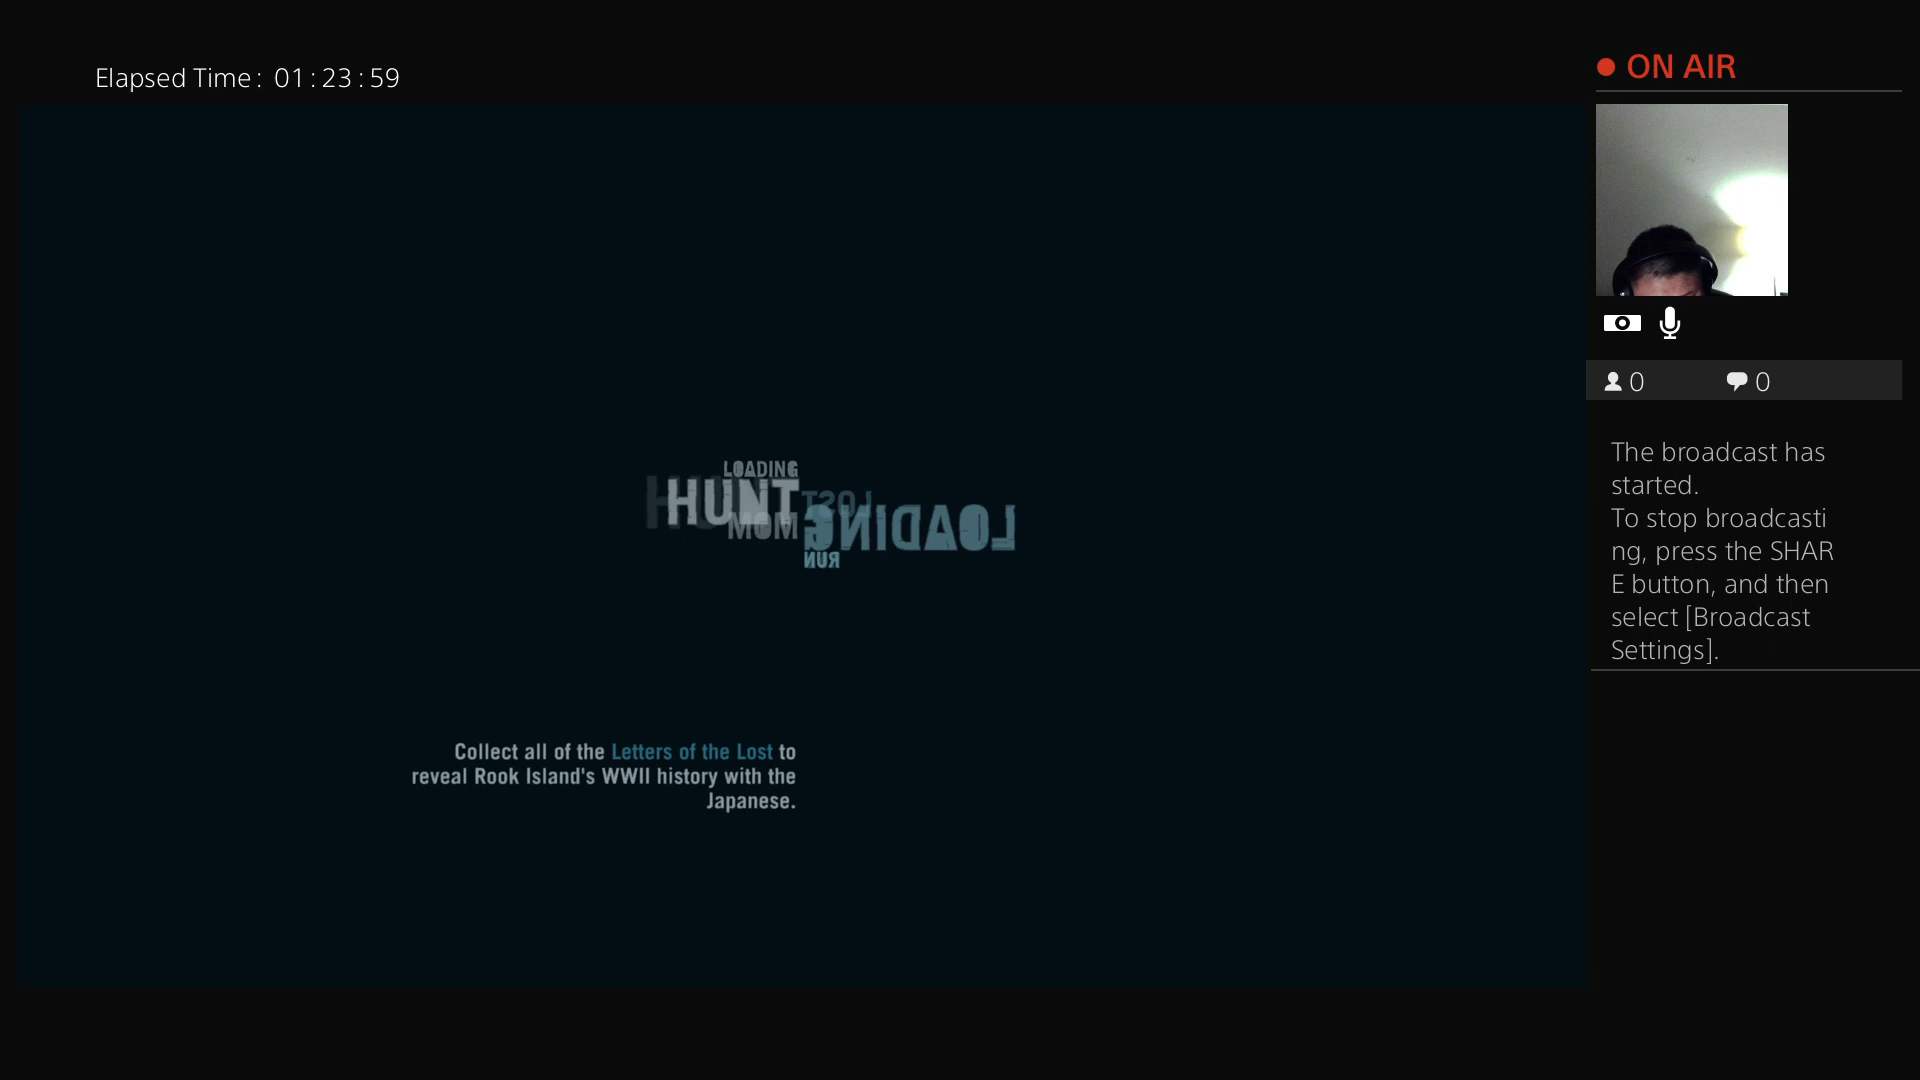 Elapsed Time: 01:23:59
ON AIR
LOADING
HUNT
MOM
LOST
LOADING
RUN
0
0
The broadcast has
started.
To stop broadcasti
ng, press the SHAR
E button, and then
select [Broadcast
Settings].
Collect all of the Letters of the Lost to
reveal Rook Island's WWII history with the
Japanese.